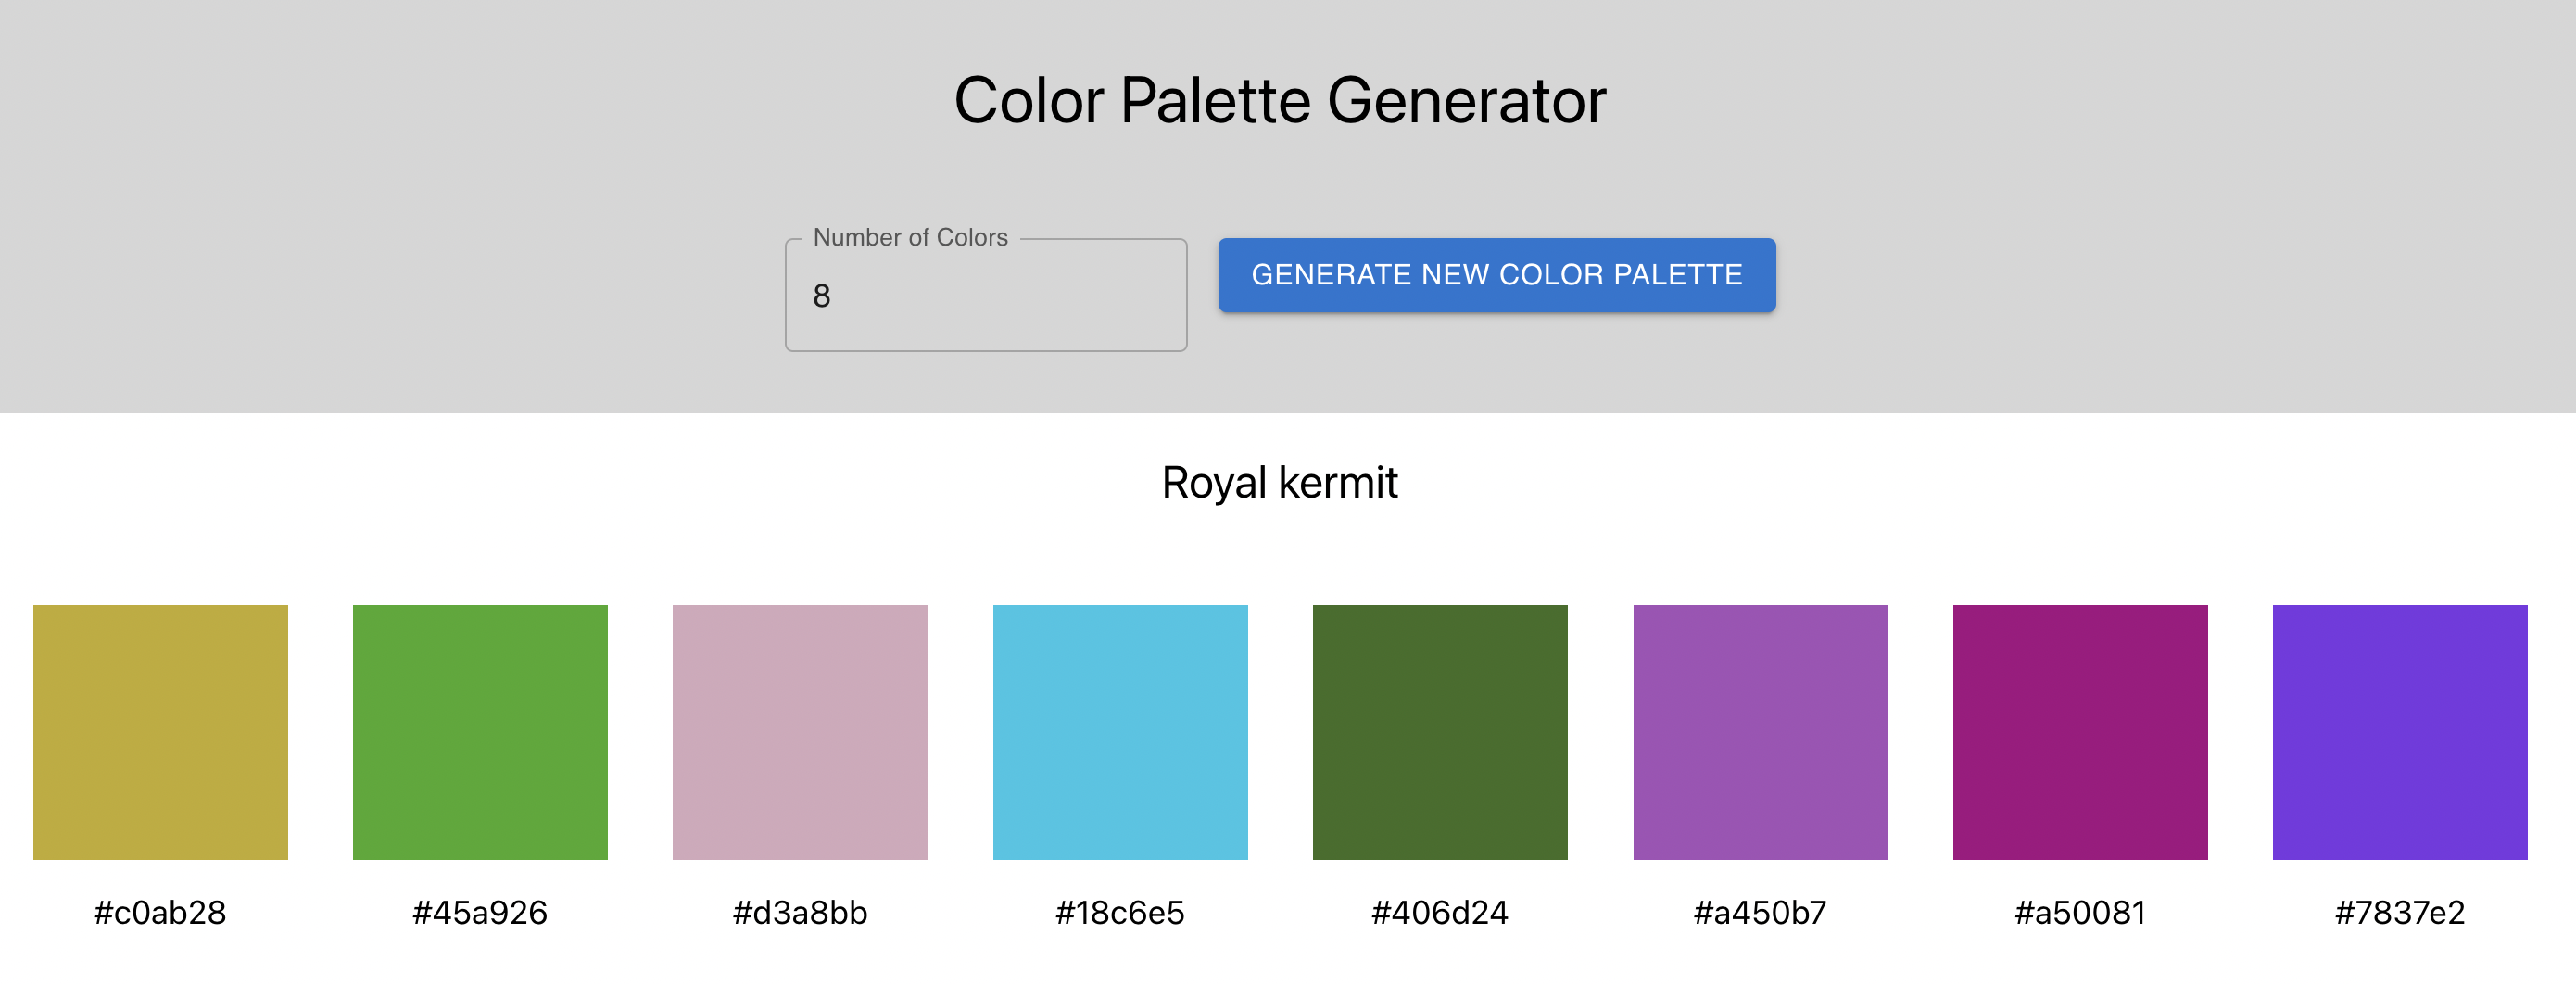 Color Palette Generator
Number of Colors
8
GENERATE NEW COLOR PALETTE
Royal kermit
#c0ab28
#45a926
#d3a8bb
#18c6e5
#406d24
#a450b7
#a50081
#7837e2